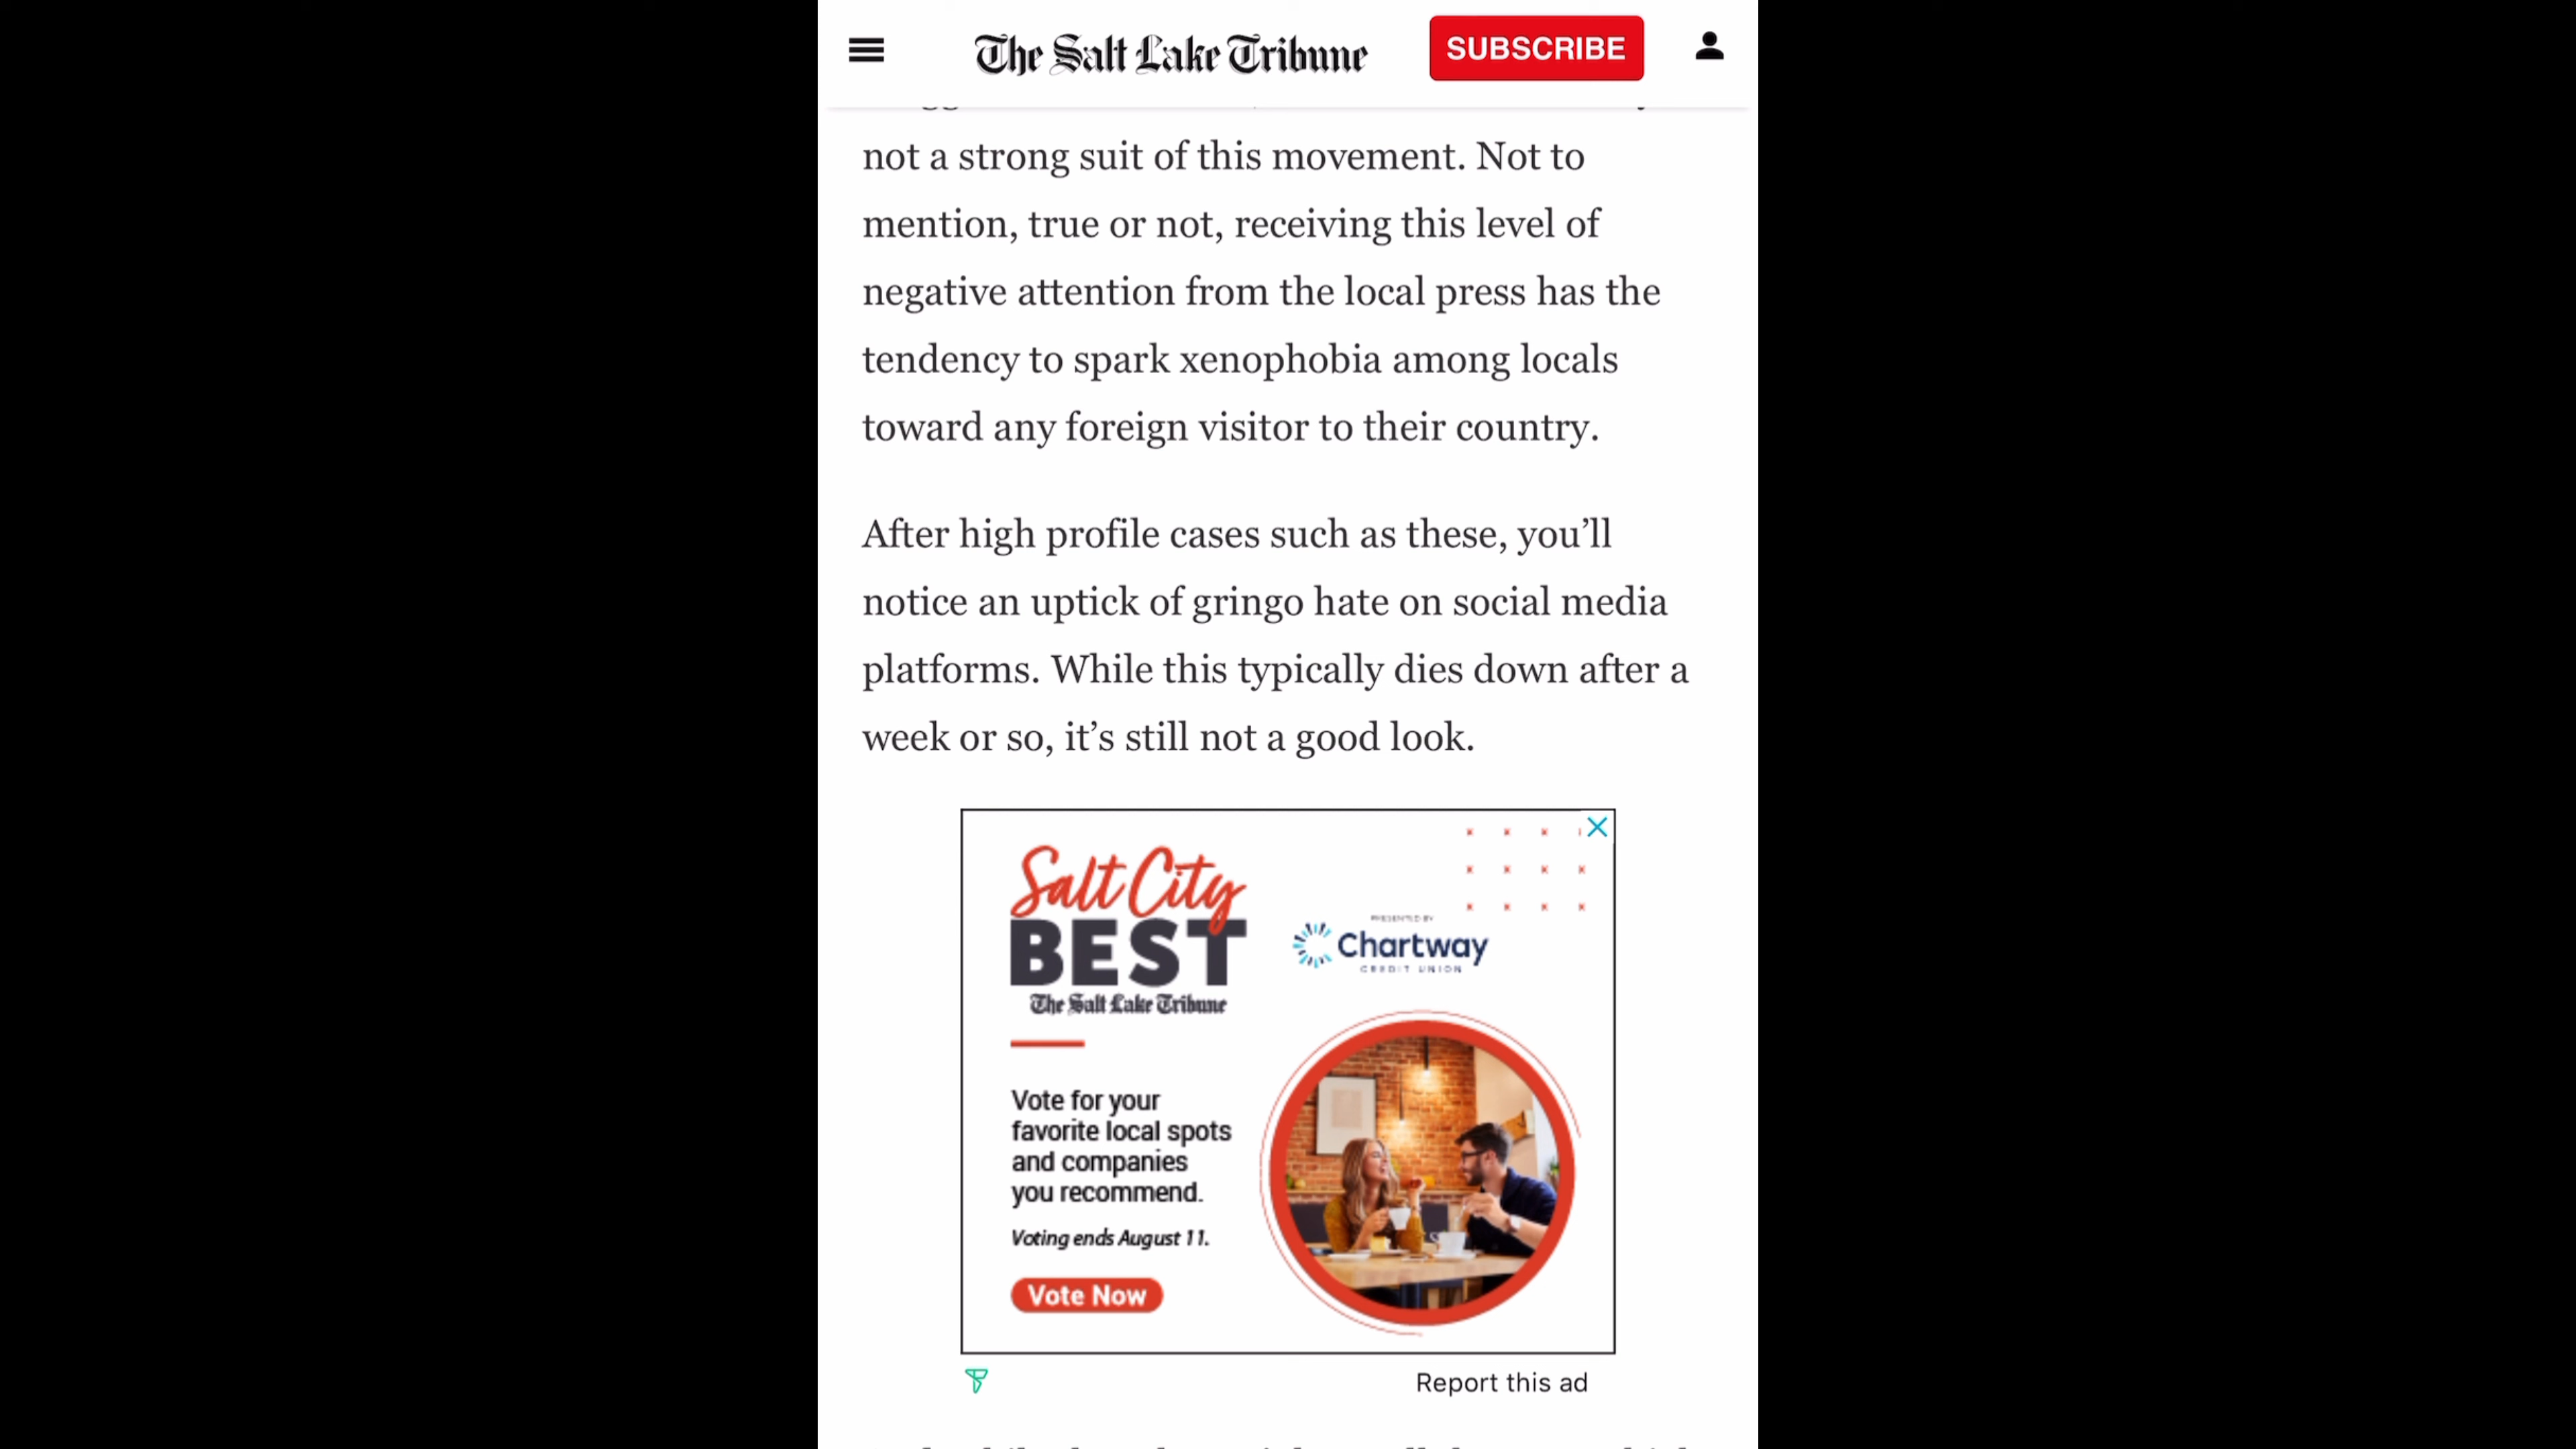 The Salt Lake Tribune
SUBSCRIBE
not a strong suit of this movement. Not to
mention, true or not, receiving this level of
negative attention from the local press has the
tendency to spark xenophobia among locals
toward any foreign visitor to their country.
After high profile cases such as these, you’ll
notice an uptick of gringo hate on social media
platforms. While this typically dies down after a
week or so, it’s still not a good look.
Salt City
BEST
The Salt Lake Tribune
PRESENTED BY
Chartway
CREDIT UNION
Vote for your
favorite local spots
and companies
you recommend.
Voting ends August 11.
Vote Now
Report this ad